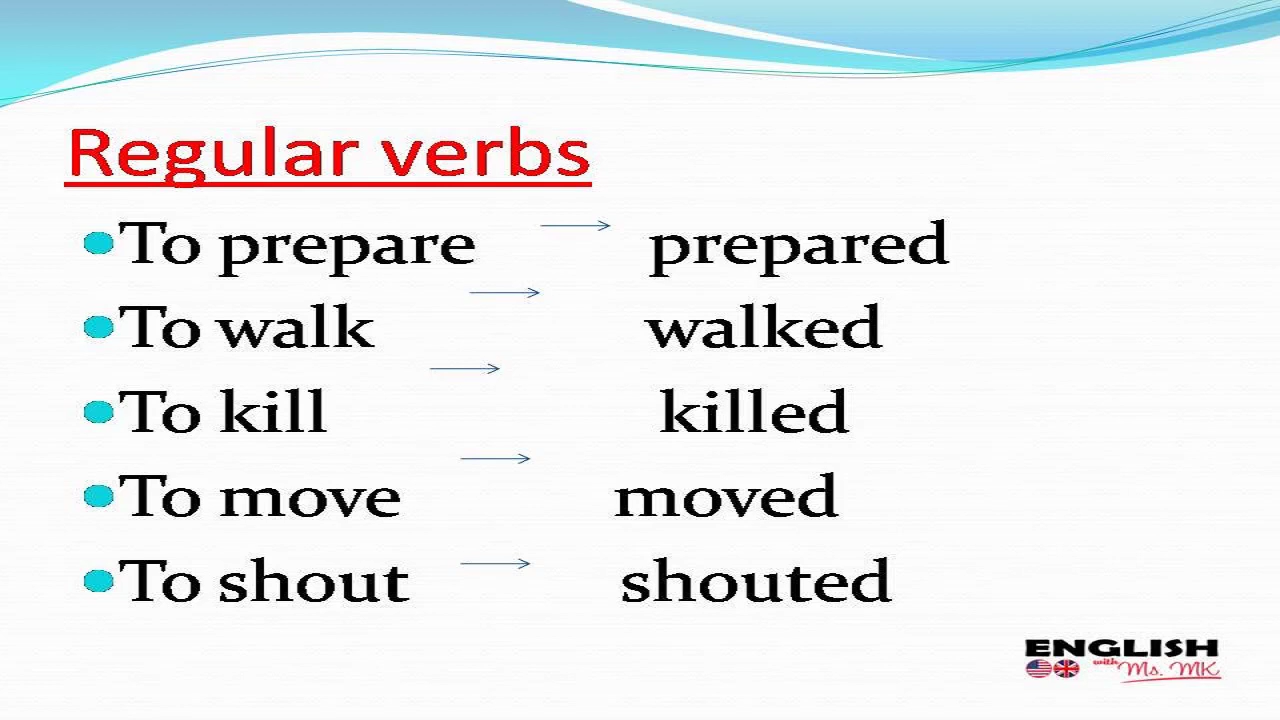 Regular verbs
To prepare → prepared
To walk → walked
To kill → killed
To move → moved
To shout → shouted
ENGLISH
with Ms. MK